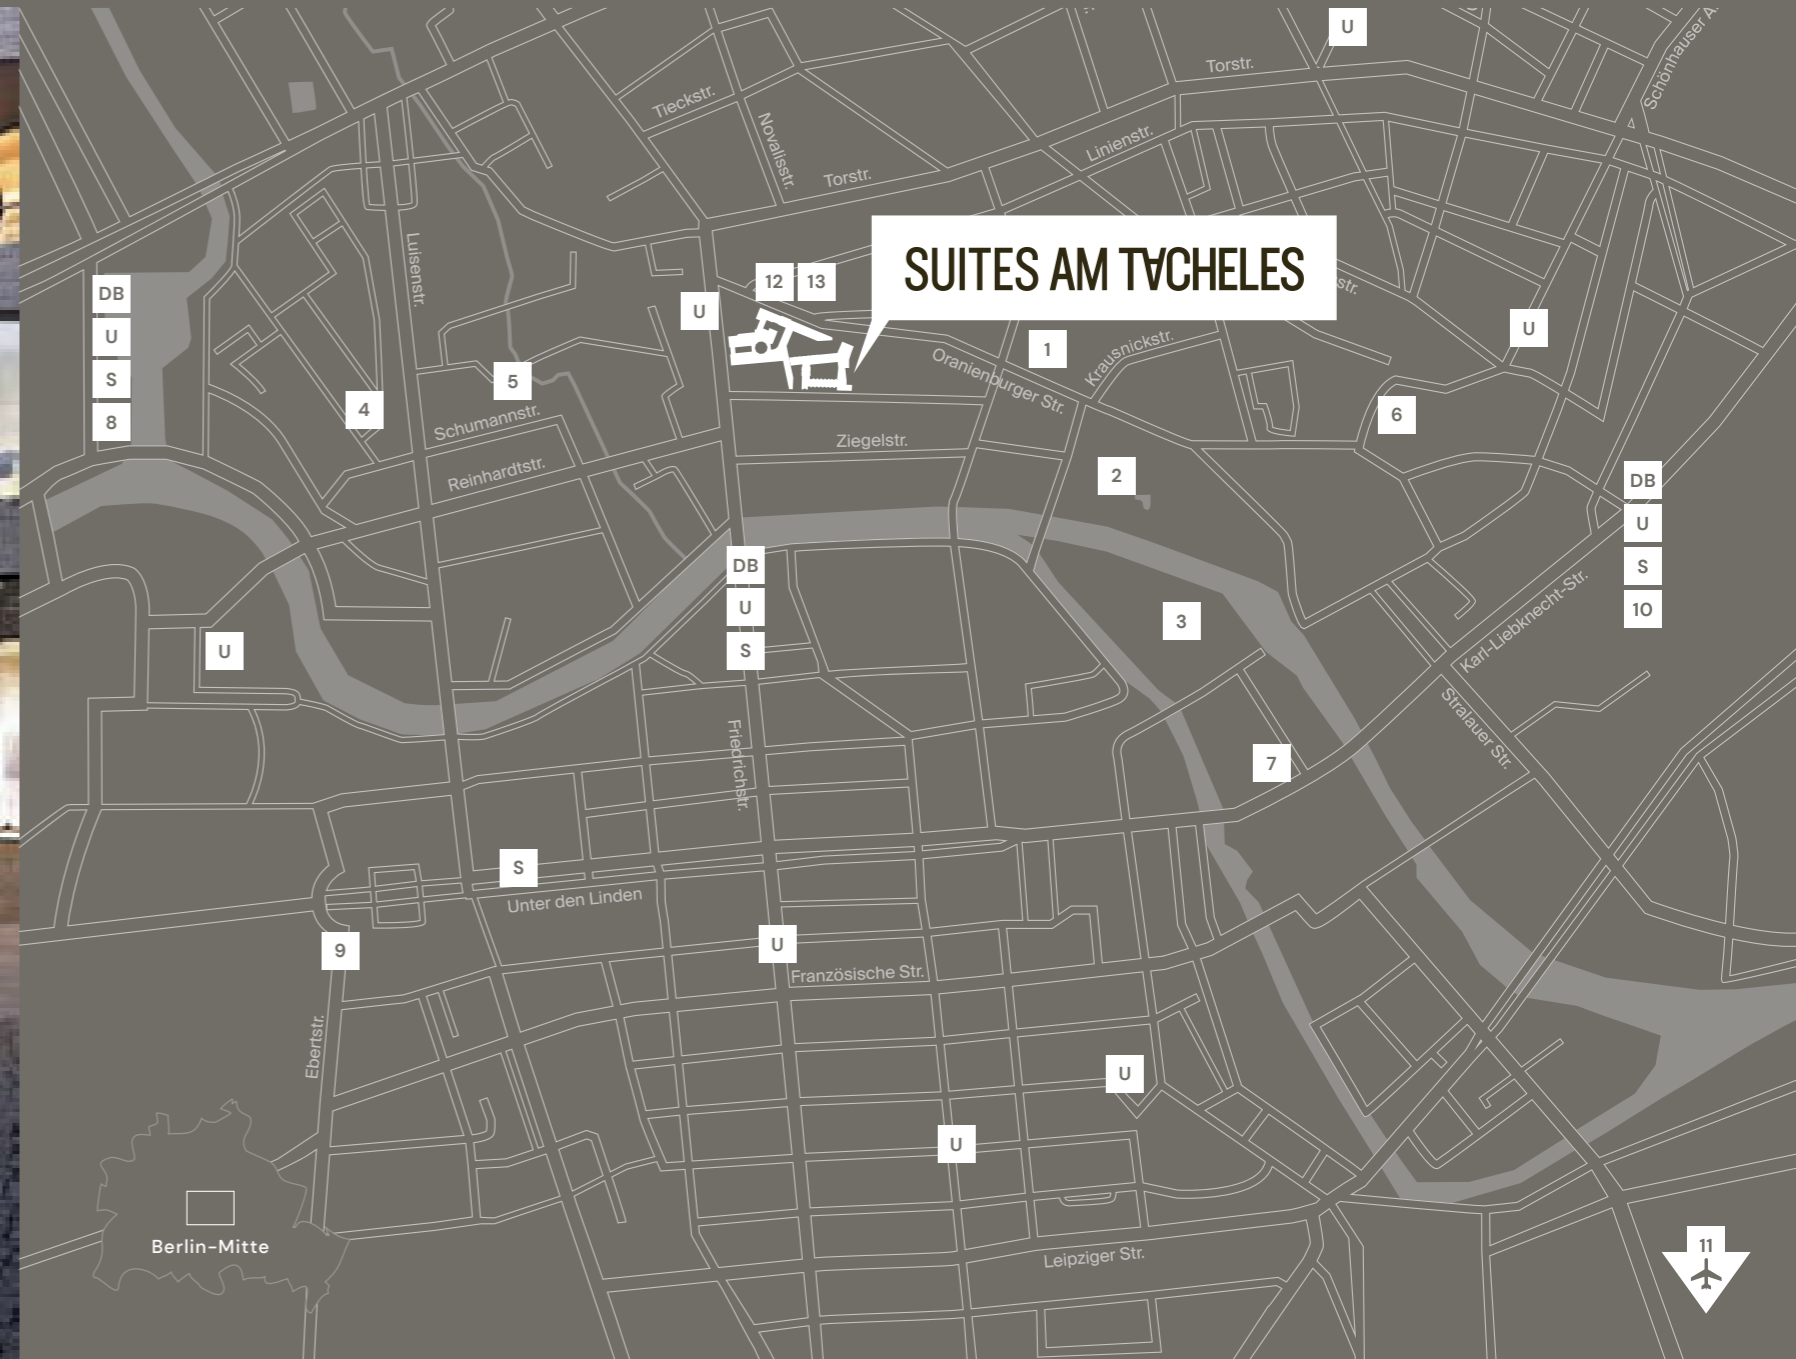 U
Schönhauser A
Torstr.
Tieckstr.
Novalisstr.
Linienstr.
Torstr.
Luisenstr.
SUITES AM TACHELES
str.
12 13
DB
U
S
8
U
U
1
Krausnickstr.
Oranienburger Str.
5
4
6
Schumannstr.
Ziegelstr.
Reinhardtstr.
2
DB
U
S
10
DB
U
S
3
Karl-Liebknecht-Str.
U
Stralauer Str.
Friedrichstr.
7
S
Unter den Linden
U
9
Französische Str.
Ebertstr.
U
U
Berlin-Mitte
Leipziger Str.
11